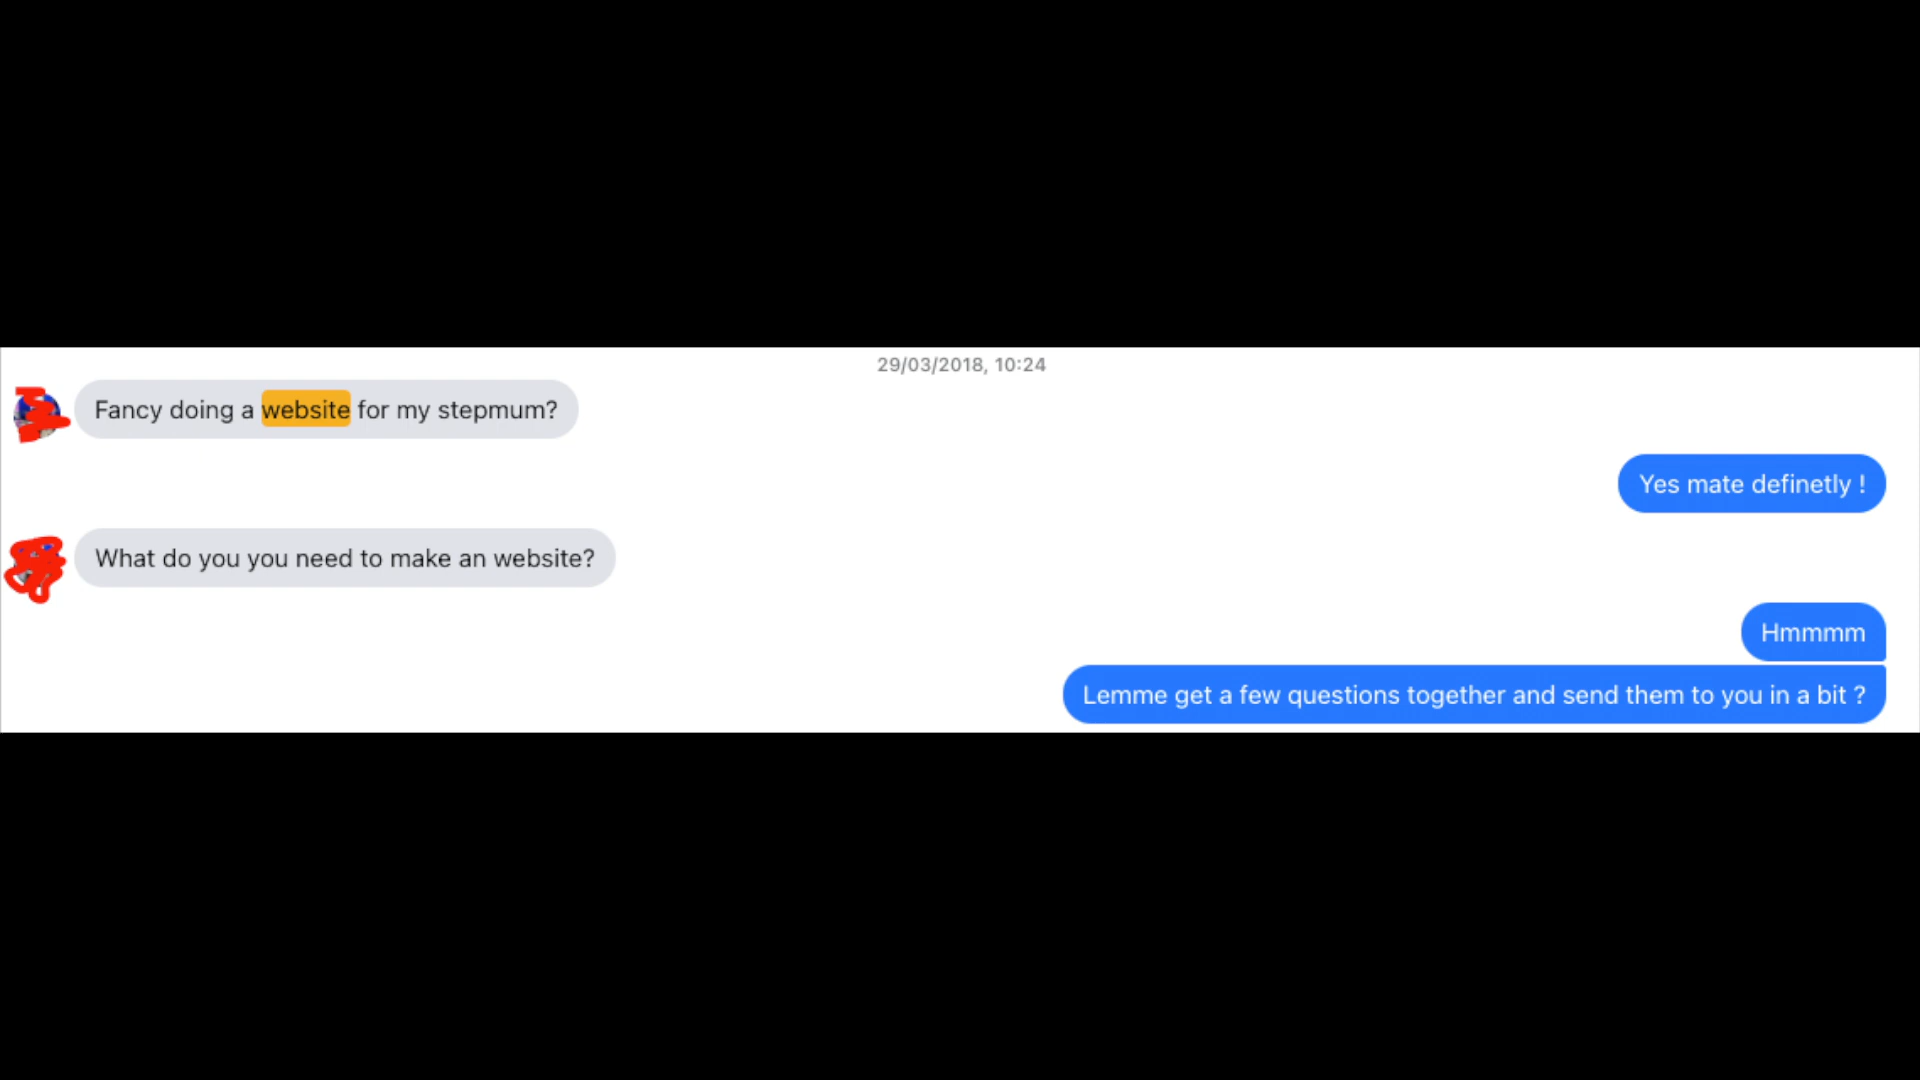 29/03/2018, 10:24
Fancy doing a website for my stepmum?
Yes mate definetly !
What do you you need to make an website?
Hmmmm
Lemme get a few questions together and send them to you in a bit ?